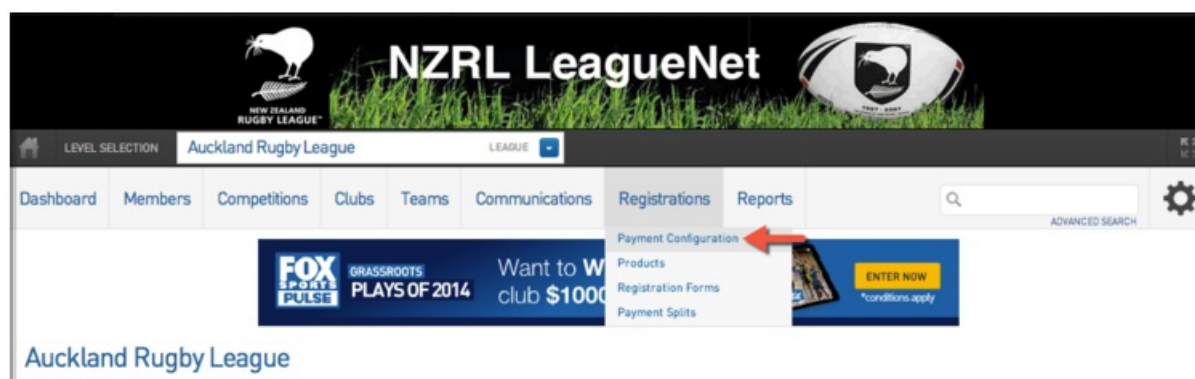 NZRL LeagueNet
NEW ZEALAND
RUGBY LEAGUE
LEVEL SELECTION Auckland Rugby League LEAGUE
Dashboard Members Competitions Clubs Teams Communications Registrations Reports
ADVANCED SEARCH
Payment Configuration
Products
Registration Forms
Payment Splits
FOX
SPORTS
PULSE
GRASSROOTS
PLAYS OF 2014
Want to W
club $1000
ENTER NOW
*conditions apply
Auckland Rugby League